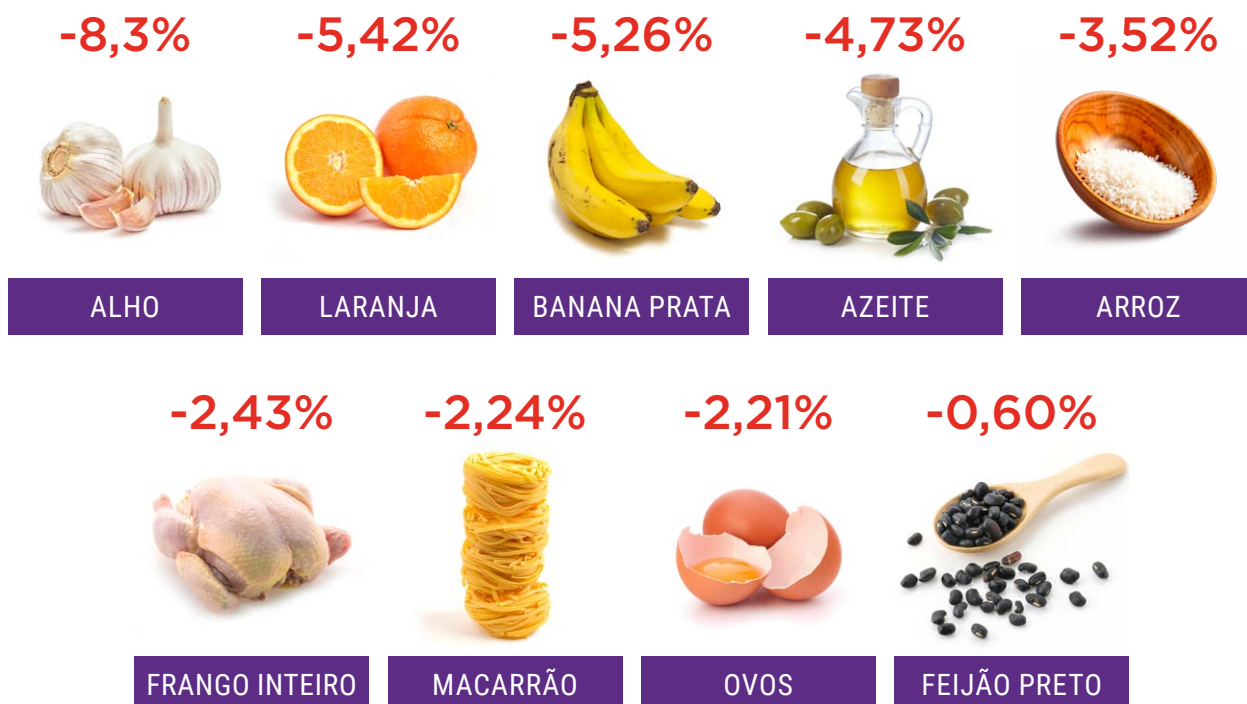 -8,3% -5,42% -5,26% -4,73% -3,52%
ALHO LARANJA BANANA PRATA AZEITE ARROZ
-2,43% -2,24% -2,21% -0,60%
FRANGO INTEIRO MACARRÃO OVOS FEIJÃO PRETO